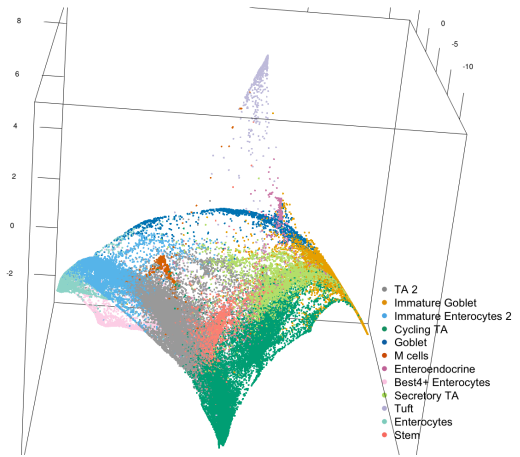 8
6
4
2
0
-2
0
-5
-10
TA 2
Immature Goblet
Immature Enterocytes 2
Cycling TA
Goblet
M cells
Enteroendocrine
Best4+ Enterocytes
Secretory TA
Tuft
Enterocytes
Stem